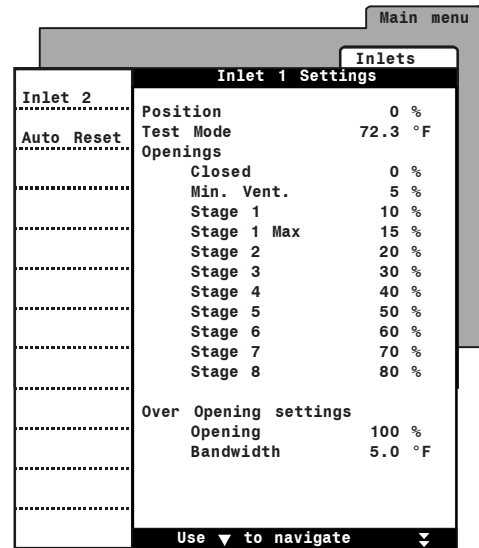 Main menu
Inlets
Inlet 1 Settings
Inlet 2
Auto Reset
Position 0 %
Test Mode 72.3 °F
Openings
Closed 0 %
Min. Vent. 5 %
Stage 1 10 %
Stage 1 Max 15 %
Stage 2 20 %
Stage 3 30 %
Stage 4 40 %
Stage 5 50 %
Stage 6 60 %
Stage 7 70 %
Stage 8 80 %
Over Opening settings
Opening 100 %
Bandwidth 5.0 °F
Use ▼ to navigate